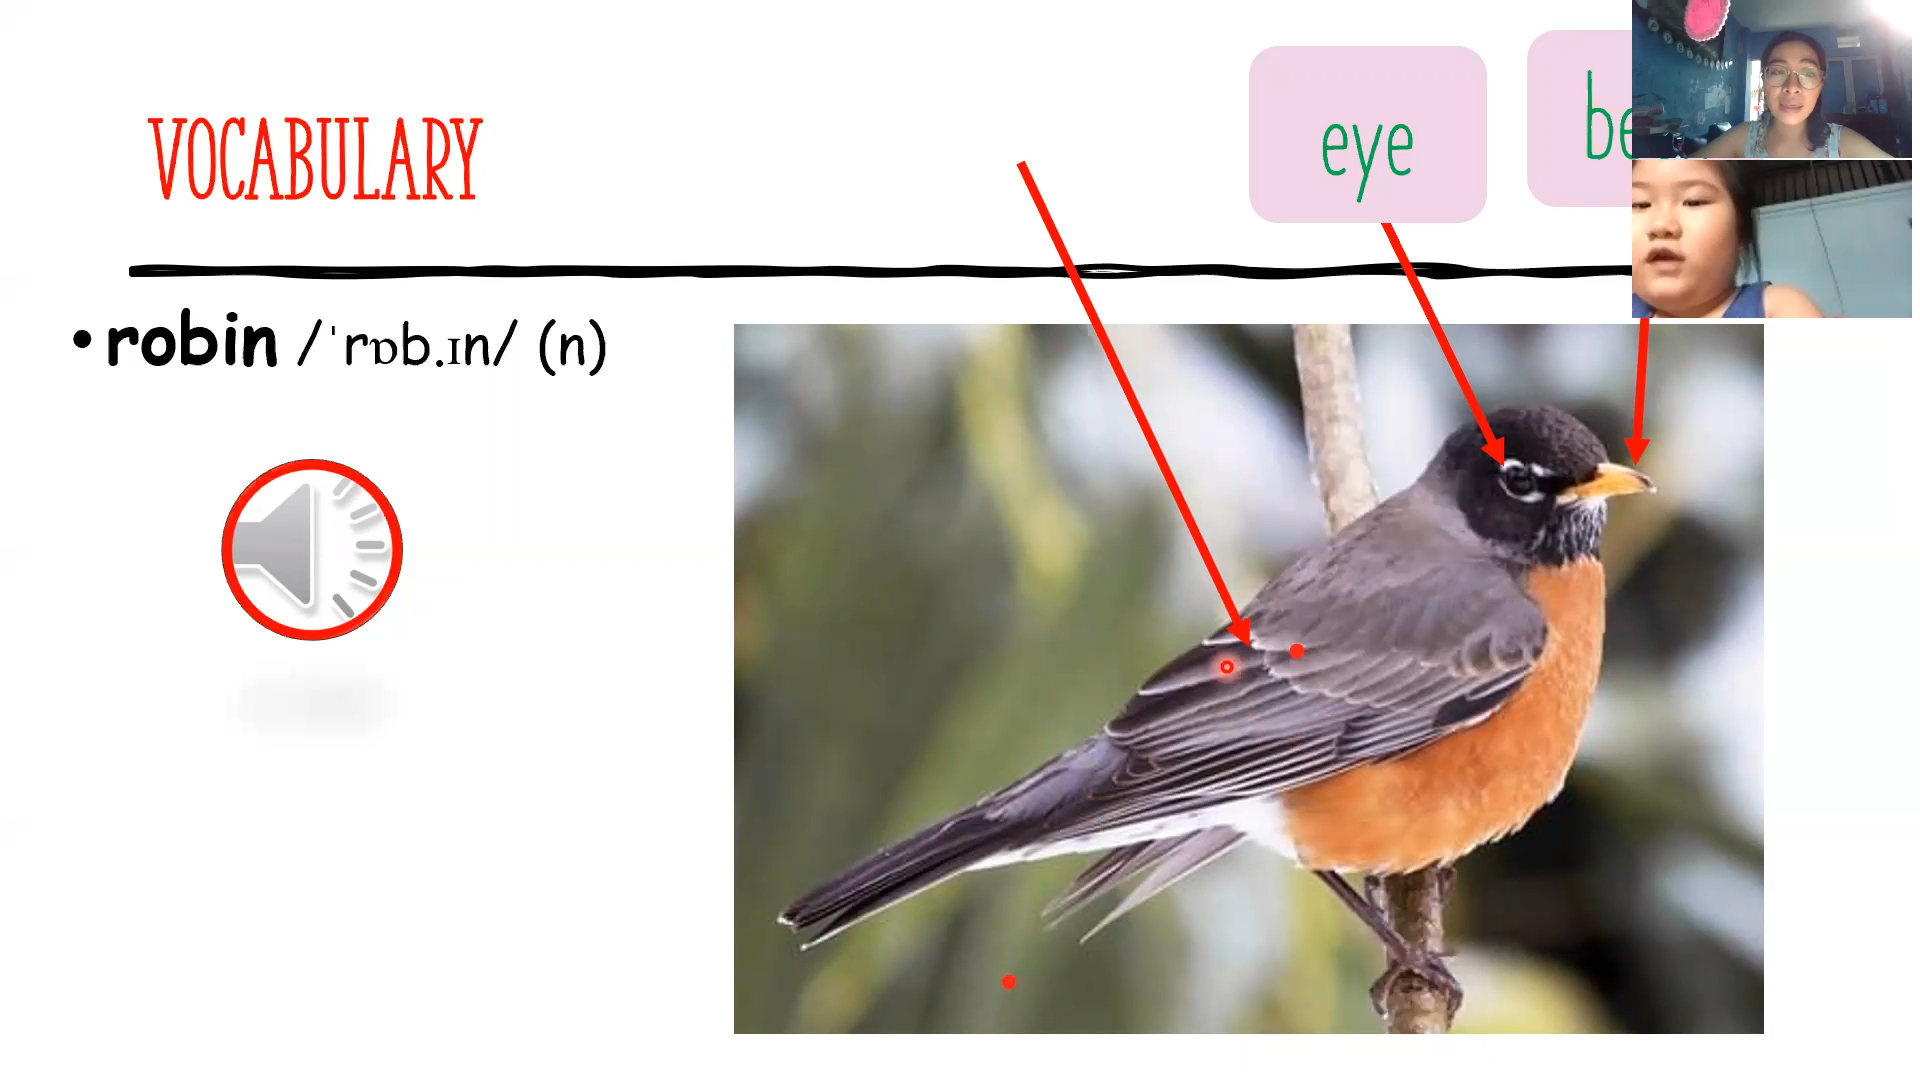 eye
VOCABULARY
• robin /ˈrɒb.ɪn/ (n)